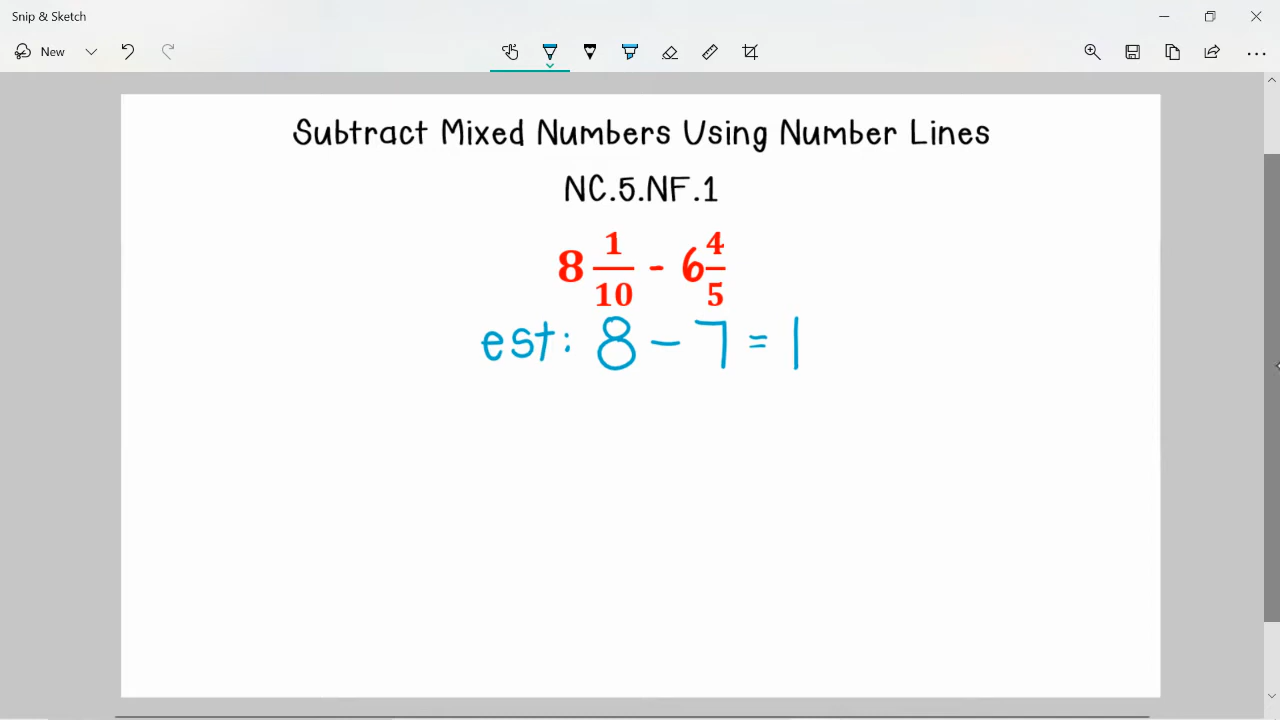 Snip & Sketch
New
Subtract Mixed Numbers Using Number Lines
NC.5.NF.1
8 1/10 - 6 4/5
est: 8 - 7 = 1